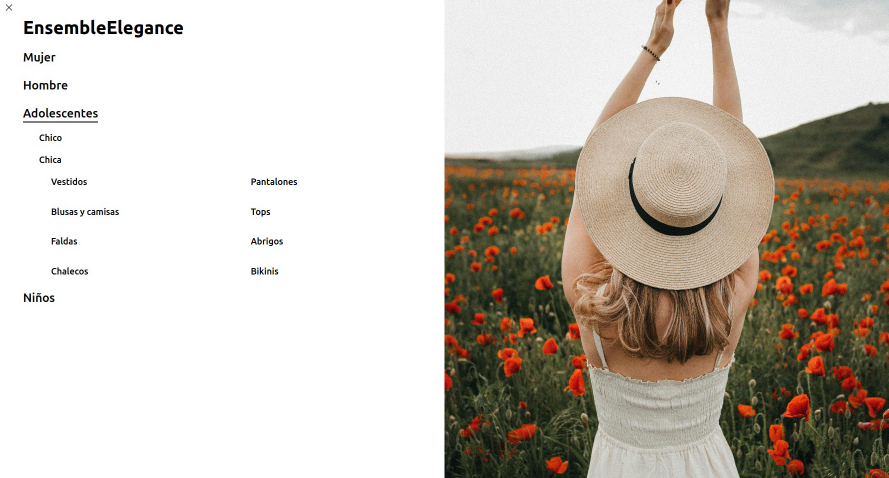 EnsembleElegance
Mujer
Hombre
Adolescentes
Chico
Chica
Vestidos Pantalones
Blusas y camisas Tops
Faldas Abrigos
Chalecos Bikinis
Niños